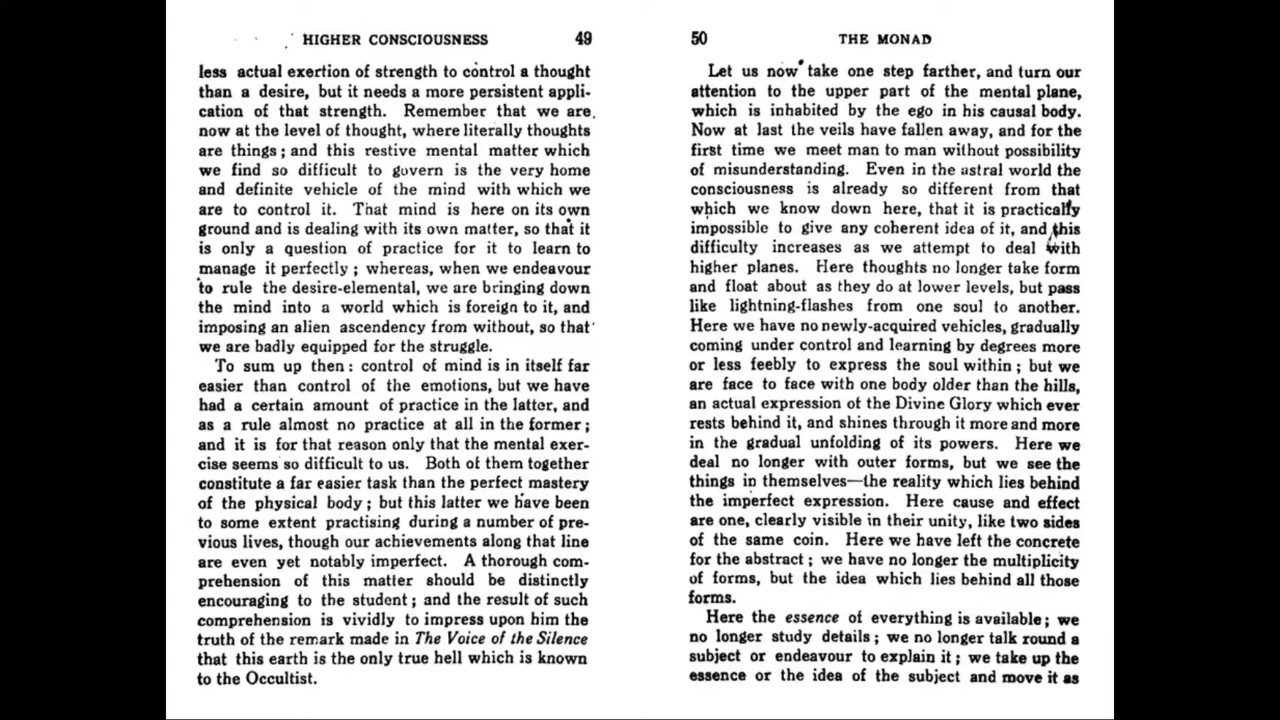 HIGHER CONSCIOUSNESS 49
less actual exertion of strength to control a thought
than a desire, but it needs a more persistent appli-
cation of that strength. Remember that we are
now at the level of thought, where literally thoughts
are things; and this restive mental matter which
we find so difficult to govern is the very home
and definite vehicle of the mind with which we
are to control it. That mind is here on its own
ground and is dealing with its own matter, so that it
is only a question of practice for it to learn to
manage it perfectly; whereas, when we endeavour
to rule the desire-elemental, we are bringing down
the mind into a world which is foreign to it, and
imposing an alien ascendency from without, so that
we are badly equipped for the struggle.
To sum up then: control of mind is in itself far
easier than control of the emotions, but we have
had a certain amount of practice in the latter, and
as a rule almost no practice at all in the former;
and it is for that reason only that the mental exer-
cise seems so difficult to us. Both of them together
constitute a far easier task than the perfect mastery
of the physical body; but this latter we have been
to some extent practising during a number of pre-
vious lives, though our achievements along that line
are even yet notably imperfect. A thorough com-
prehension of this matter should be distinctly
encouraging to the student; and the result of such
comprehension is vividly to impress upon him the
truth of the remark made in The Voice of the Silence
that this earth is the only true hell which is known
to the Occultist.
50 THE MONAD
Let us now take one step farther, and turn our
attention to the upper part of the mental plane,
which is inhabited by the ego in his causal body.
Now at last the veils have fallen away, and for the
first time we meet man to man without possibility
of misunderstanding. Even in the astral world the
consciousness is already so different from that
which we know down here, that it is practically
impossible to give any coherent idea of it, and this
difficulty increases as we attempt to deal with
higher planes. Here thoughts no longer take form
and float about as they do at lower levels, but pass
like lightning-flashes from one soul to another.
Here we have no newly-acquired vehicles, gradually
coming under control and learning by degrees more
or less feebly to express the soul within; but we
are face to face with one body older than the hills,
an actual expression of the Divine Glory which ever
rests behind it, and shines through it more and more
in the gradual unfolding of its powers. Here we
deal no longer with outer forms, but we see the
things in themselves—the reality which lies behind
the imperfect expression. Here cause and effect
are one, clearly visible in their unity, like two sides
of the same coin. Here we have left the concrete
for the abstract; we have no longer the multiplicity
of forms, but the idea which lies behind all those
forms.
Here the essence of everything is available; we
no longer study details; we no longer talk round a
subject or endeavour to explain it; we take up the
essence or the idea of the subject and move it as